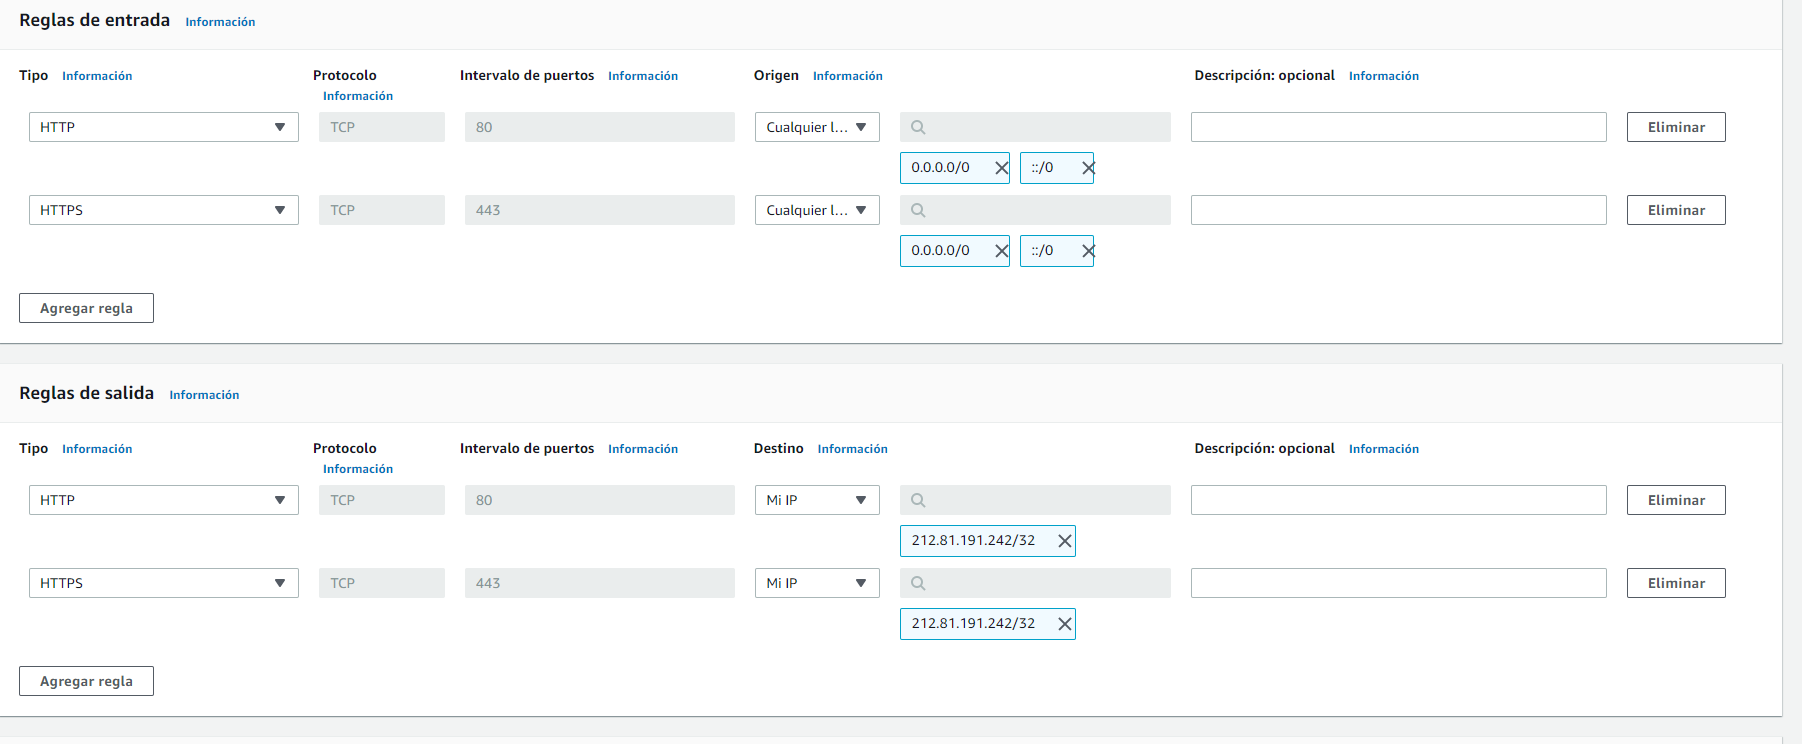 Reglas de entrada Información
Tipo Información Protocolo Información Intervalo de puertos Información Origen Información Descripción: opcional Información
HTTP TCP 80 Cualquier l... Eliminar
0.0.0.0/0 ::/0
HTTPS TCP 443 Cualquier l... Eliminar
0.0.0.0/0 ::/0
Agregar regla
Reglas de salida Información
Tipo Información Protocolo Información Intervalo de puertos Información Destino Información Descripción: opcional Información
HTTP TCP 80 Mi IP Eliminar
212.81.191.242/32
HTTPS TCP 443 Mi IP Eliminar
212.81.191.242/32
Agregar regla